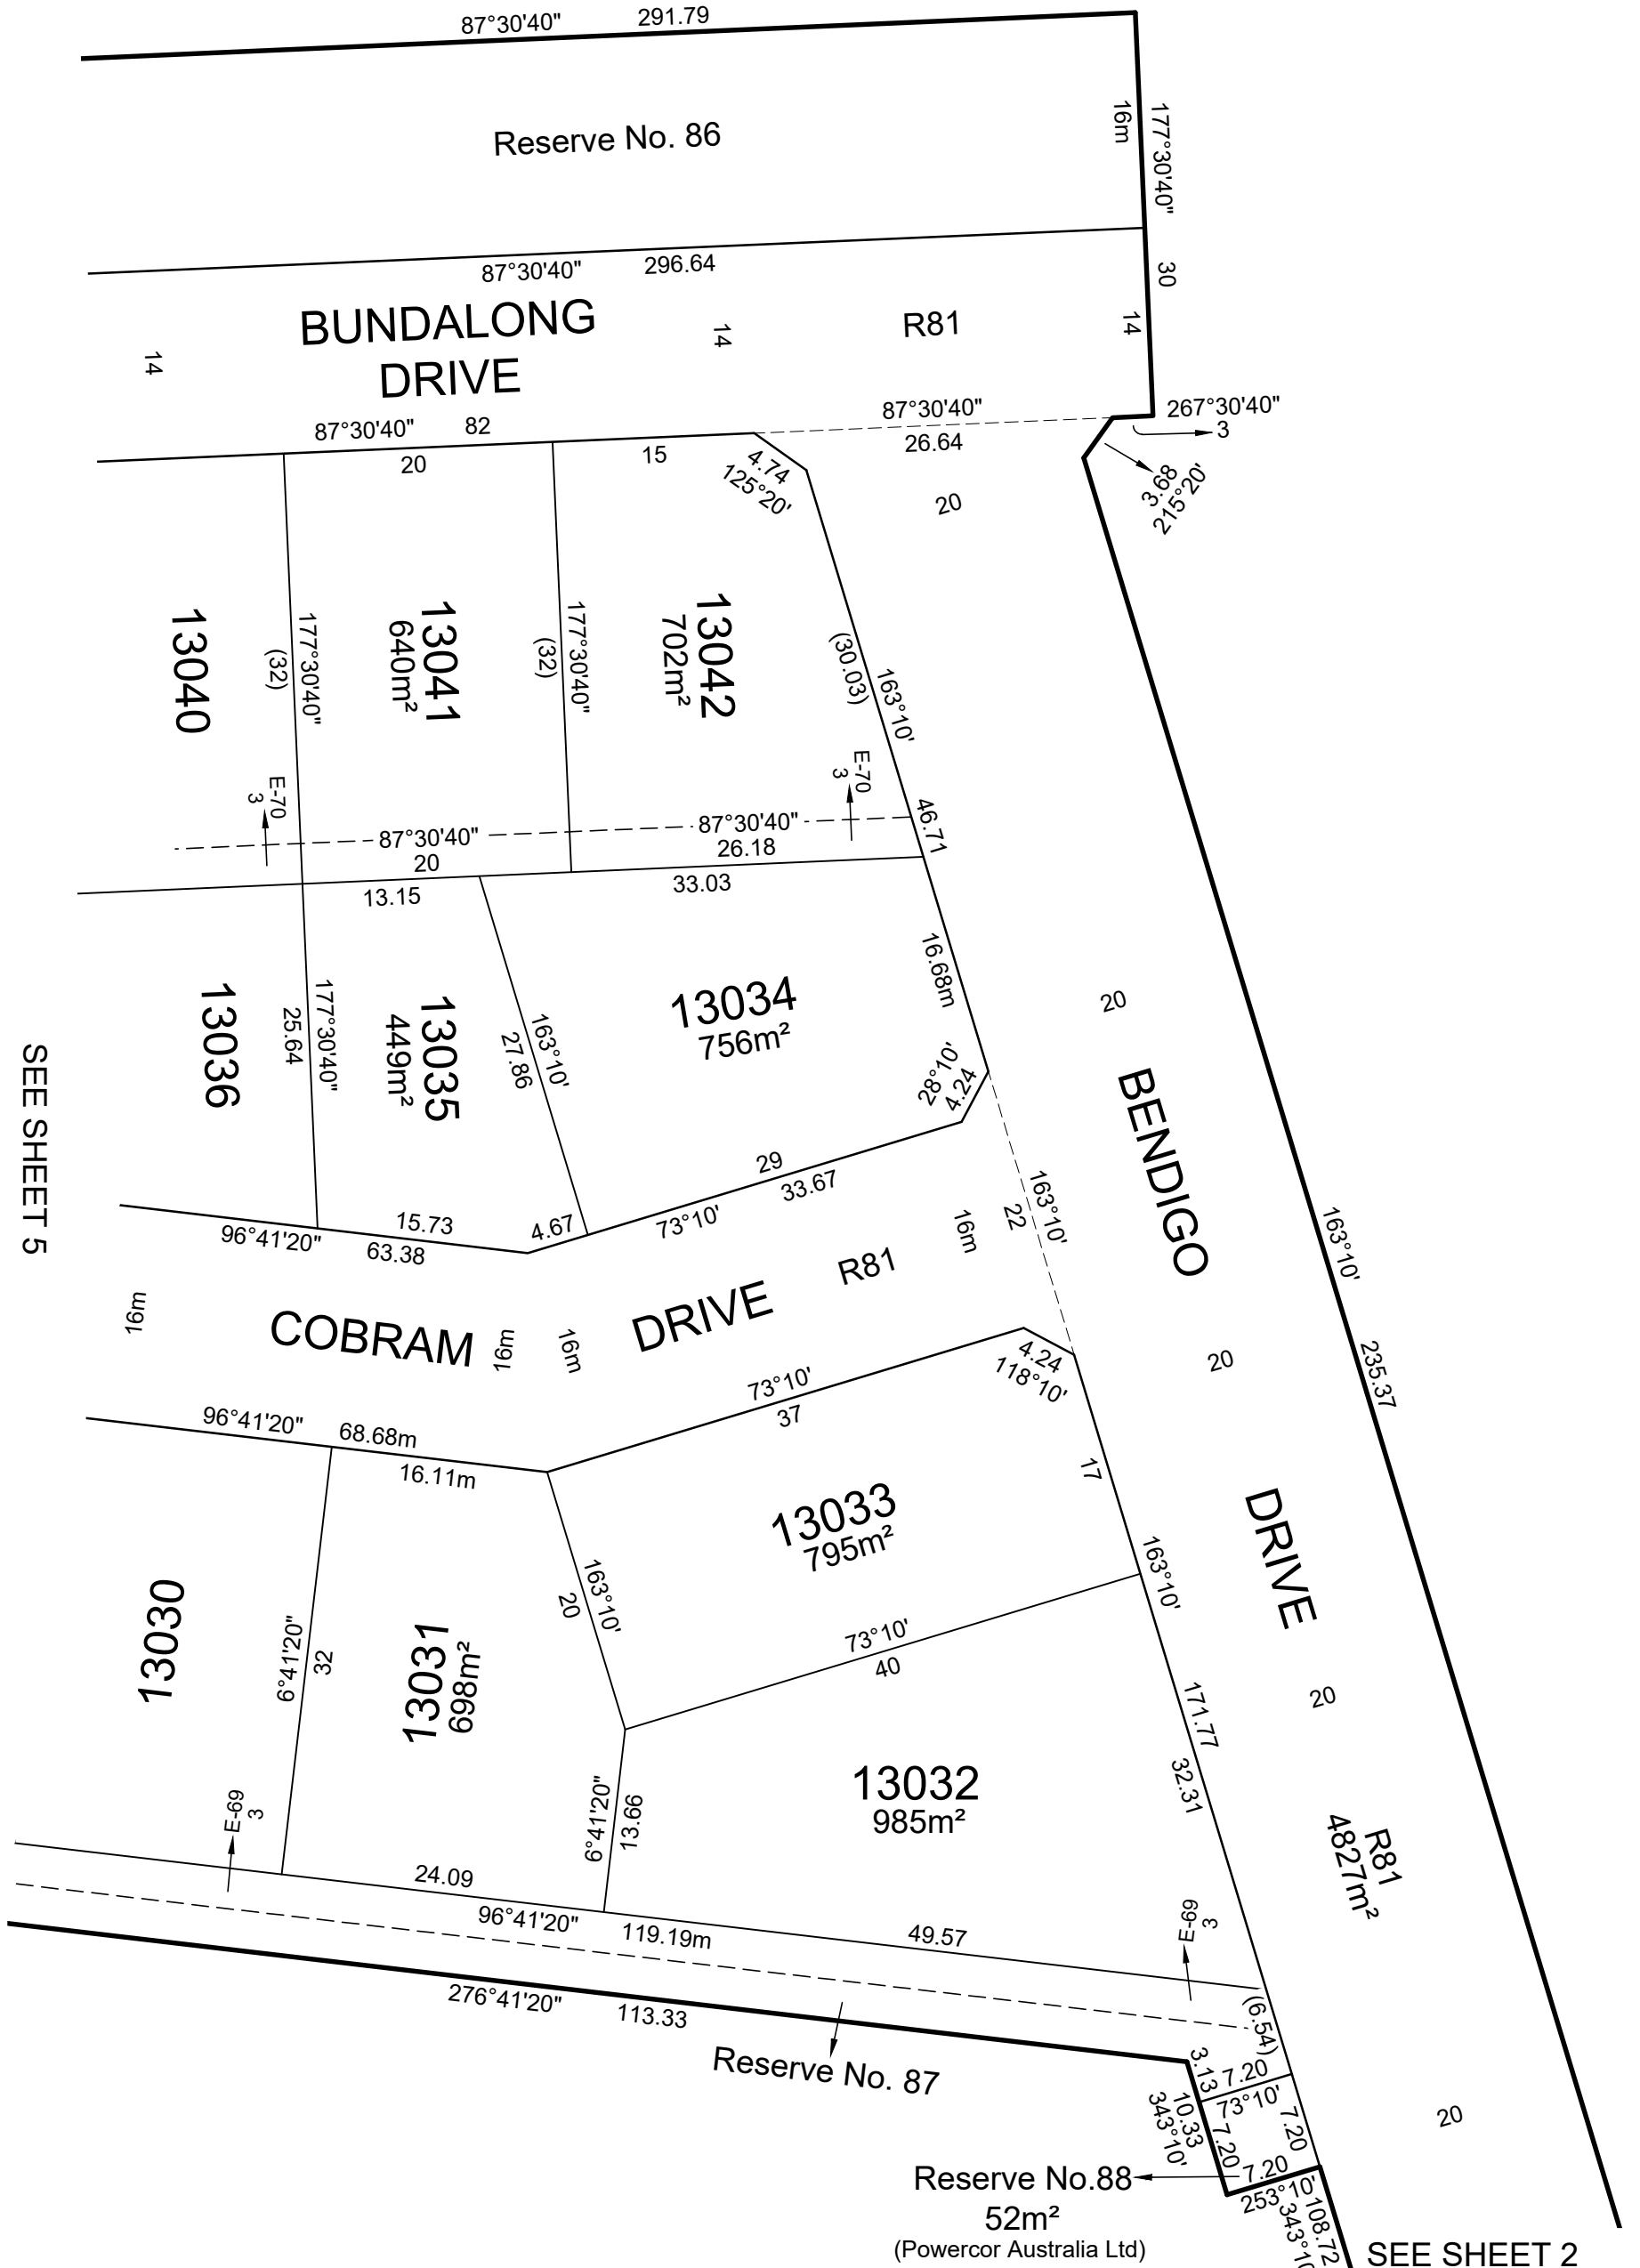 87°30'40" 291.79
Reserve No. 86
16m
177°30'40"
30
87°30'40" 296.64
BUNDALONG
DRIVE
14
14
R81
14
87°30'40" 82
87°30'40"
26.64
267°30'40"
3
3.68
215°20'
20
15
4.74
125°20'
20
13040
177°30'40"
(32)
13041
640m²
177°30'40"
(32)
13042
702m²
(30.03)
163°10'
E-70
3
E-70
3
87°30'40"
20
87°30'40"
26.18
46.71
13.15
33.03
13036
177°30'40"
25.64
13035
449m²
163°10'
27.86
13034
756m²
16.68m
28°10'
4.24
20
BENDIGO
SEE SHEET 5
29
33.67
73°10'
4.67
15.73
96°41'20" 63.38
163°10'
22
16m
R81
163°10'
235.37
16m
COBRAM
16m
16m
DRIVE
20
4.24
118°10'
73°10'
37
96°41'20" 68.68m
16.11m
17
13033
795m²
DRIVE
163°10'
13030
6°41'20"
32
13031
698m²
163°10'
20
73°10'
40
20
171.77
32.31
13032
985m²
6°41'20"
13.66
R81
4827m²
E-69
3
24.09
96°41'20" 119.19m
49.57
E-69
3
276°41'20" 113.33
Reserve No. 87
(6.54)
3.13
7.20
73°10'
10.33
343°10'
7.20
7.20
20
7.20
253°10'
Reserve No.88
52m²
(Powercor Australia Ltd)
108.72
343°10
SEE SHEET 2